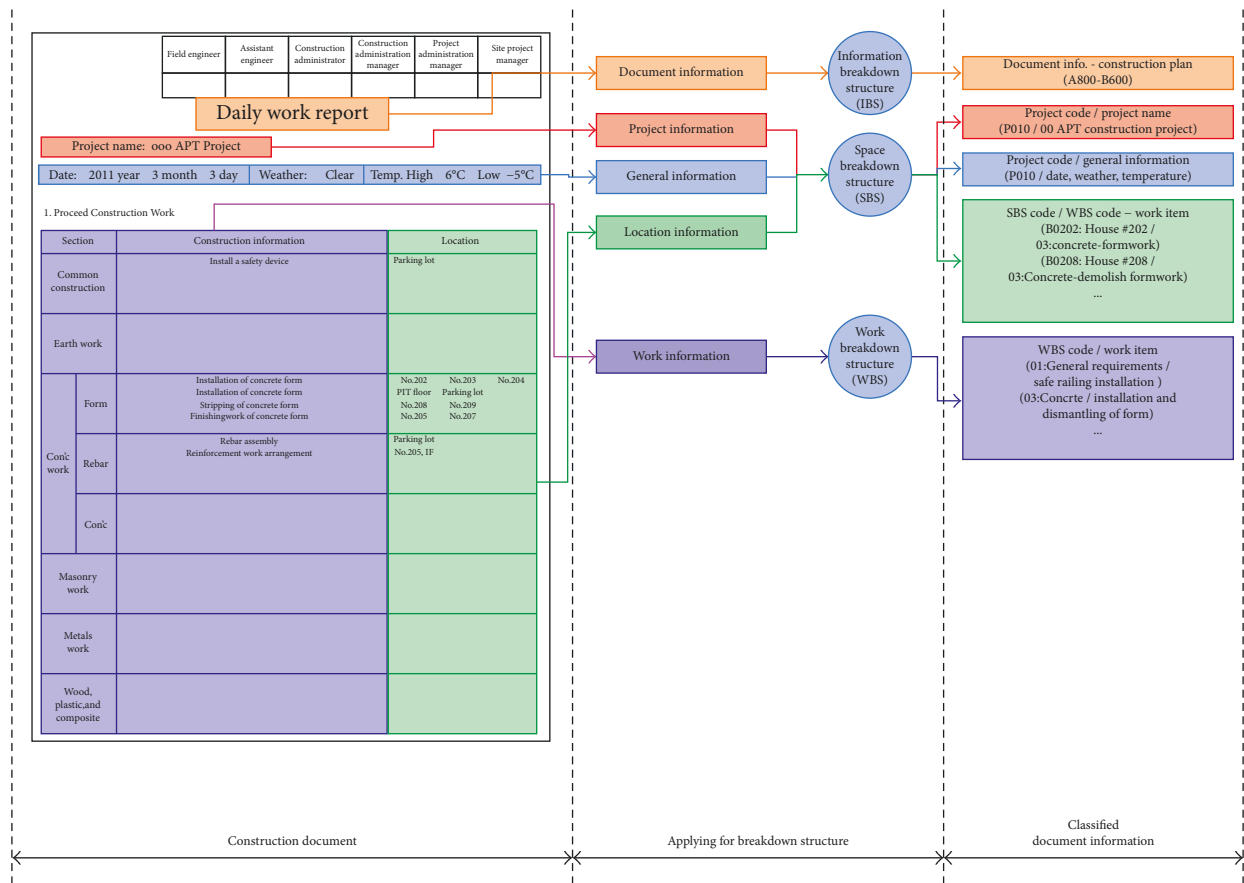 Field engineer
Assistant
engineer
Construction
administrator
Construction
administration
manager
Project
administration
manager
Site project
manager
Daily work report
Project name: ooo APT Project
Date: 2011 year 3 month 3 day Weather: Clear Temp. High 6°C Low −5°C
1. Proceed Construction Work
Section Construction information Location
Common
construction
Install a safety device Parking lot
Earth work
Con'c
work
Form
Installation of concrete form No.202 No.203 No.204
Installation of concrete form PIT floor Parking lot
Stripping of concrete form No.208 No.209
Finishingwork of concrete form No.205 No.207
Rebar
Rebar assembly Parking lot
Reinforcement work arrangement No.205, IF
Con'c
Masonry
work
Metals
work
Wood,
plastic,and
composite
Construction document
Document information
Project information
General information
Location information
Work information
Information
breakdown
structure
(IBS)
Space
breakdown
structure
(SBS)
Work
breakdown
structure
(WBS)
Applying for breakdown structure
Document info. - construction plan
(A800-B600)
Project code / project name
(P010 / 00 APT construction project)
Project code / general information
(P010 / date, weather, temperature)
SBS code / WBS code − work item
(B0202: House #202 /
03:concrete-formwork)
(B0208: House #208 /
03:Concrete-demolish formwork)
...
WBS code / work item
(01:General requirements /
safe railing installation )
(03:Concrte / installation and
dismantling of form)
...
Classified
document information